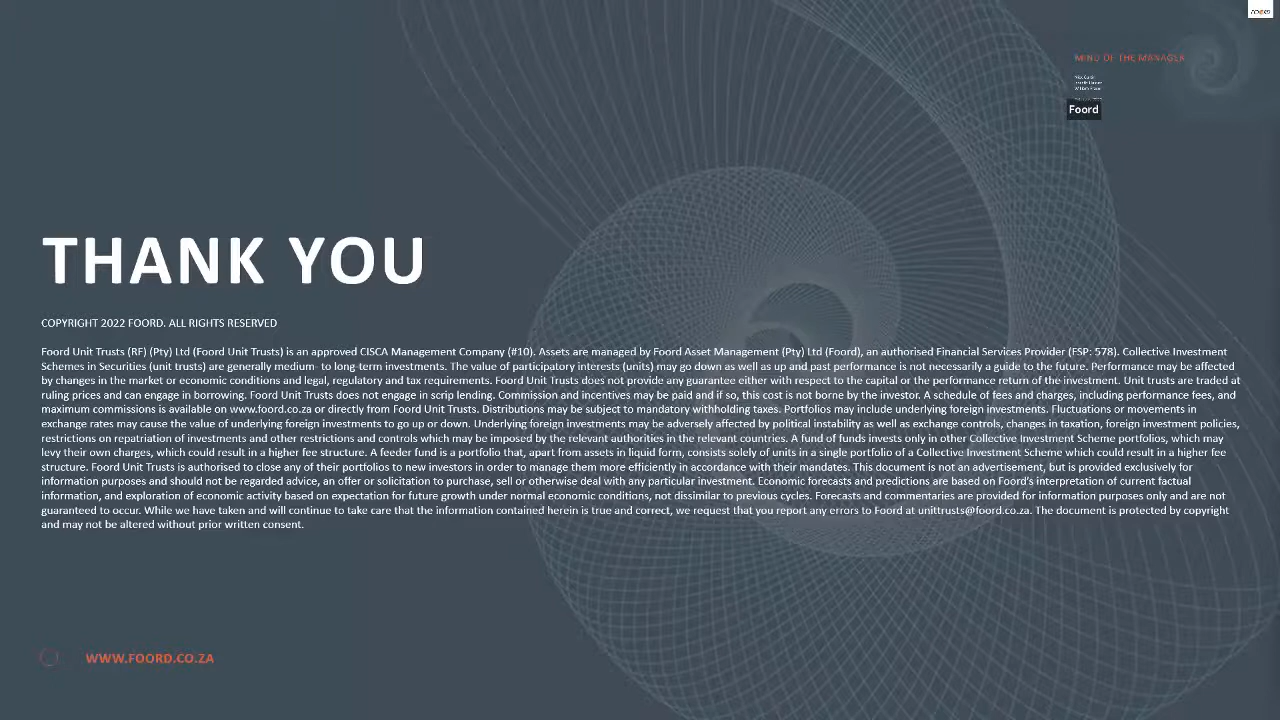 FOORD
MIND OF THE MANAGER
Foord
THANK YOU
COPYRIGHT 2022 FOORD. ALL RIGHTS RESERVED
Foord Unit Trusts (RF) (Pty) Ltd (Foord Unit Trusts) is an approved CISCA Management Company (#10). Assets are managed by Foord Asset Management (Pty) Ltd (Foord), an authorised Financial Services Provider (FSP: 578). Collective Investment
Schemes in Securities (unit trusts) are generally medium- to long-term investments. The value of participatory interests (units) may go down as well as up and past performance is not necessarily a guide to the future. Performance may be affected
by changes in the market or economic conditions and legal, regulatory and tax requirements. Foord Unit Trusts does not provide any guarantee either with respect to the capital or the performance return of the investment. Unit trusts are traded at
ruling prices and can engage in borrowing. Foord Unit Trusts does not engage in scrip lending. Commission and incentives may be paid and if so, this cost is not borne by the investor. A schedule of fees and charges, including performance fees, and
maximum commissions is available on www.foord.co.za or directly from Foord Unit Trusts. Distributions may be subject to mandatory withholding taxes. Portfolios may include underlying foreign investments. Fluctuations or movements in
exchange rates may cause the value of underlying foreign investments to go up or down. Underlying foreign investments may be adversely affected by political instability as well as exchange controls, changes in taxation, foreign investment policies,
restrictions on repatriation of investments and other restrictions and controls which may be imposed by the relevant authorities in the relevant countries. A fund of funds invests only in other Collective Investment Scheme portfolios, which may
levy their own charges, which could result in a higher fee structure. A feeder fund is a portfolio that, apart from assets in liquid form, consists solely of units in a single portfolio of a Collective Investment Scheme which could result in a higher fee
structure. Foord Unit Trusts is authorised to close any of their portfolios to new investors in order to manage them more efficiently in accordance with their mandates. This document is not an advertisement, but is provided exclusively for
information purposes and should not be regarded advice, an offer or solicitation to purchase, sell or otherwise deal with any particular investment. Economic forecasts and predictions are based on Foord's interpretation of current factual
information, and exploration of economic activity based on expectation for future growth under normal economic conditions, not dissimilar to previous cycles. Forecasts and commentaries are provided for information purposes only and are not
guaranteed to occur. While we have taken and will continue to take care that the information contained herein is true and correct, we request that you report any errors to Foord at unittrusts@foord.co.za. The document is protected by copyright
and may not be altered without prior written consent.
WWW.FOORD.CO.ZA